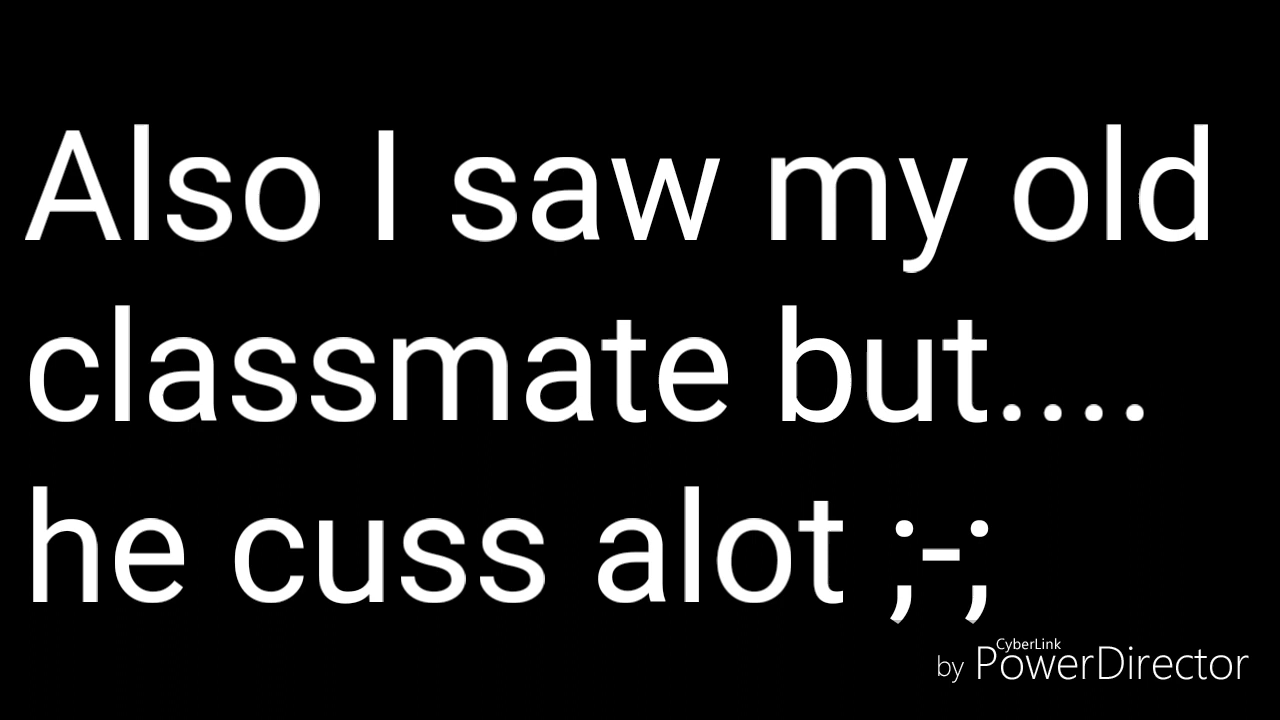 Also I saw my old
classmate but....
he cuss alot ;-;
CyberLink
by PowerDirector